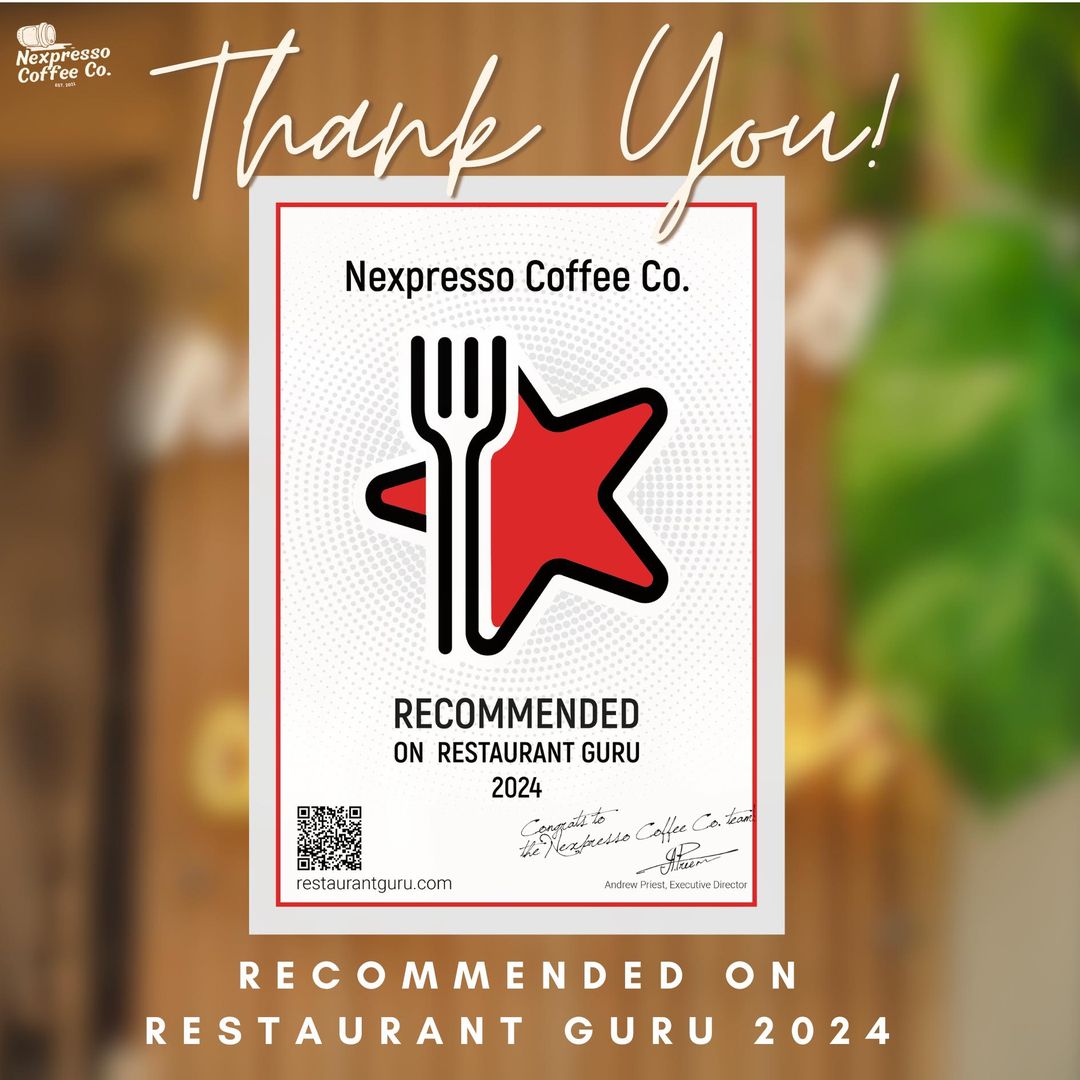 Nexpresso
Coffee Co.
EST. 2021
Thank You!
Nexpresso Coffee Co.
RECOMMENDED
ON RESTAURANT GURU
2024
Congrats to
the Nexpresso Coffee Co. team!
restaurantguru.com
Andrew Priest, Executive Director
RECOMMENDED ON
RESTAURANT GURU 2024